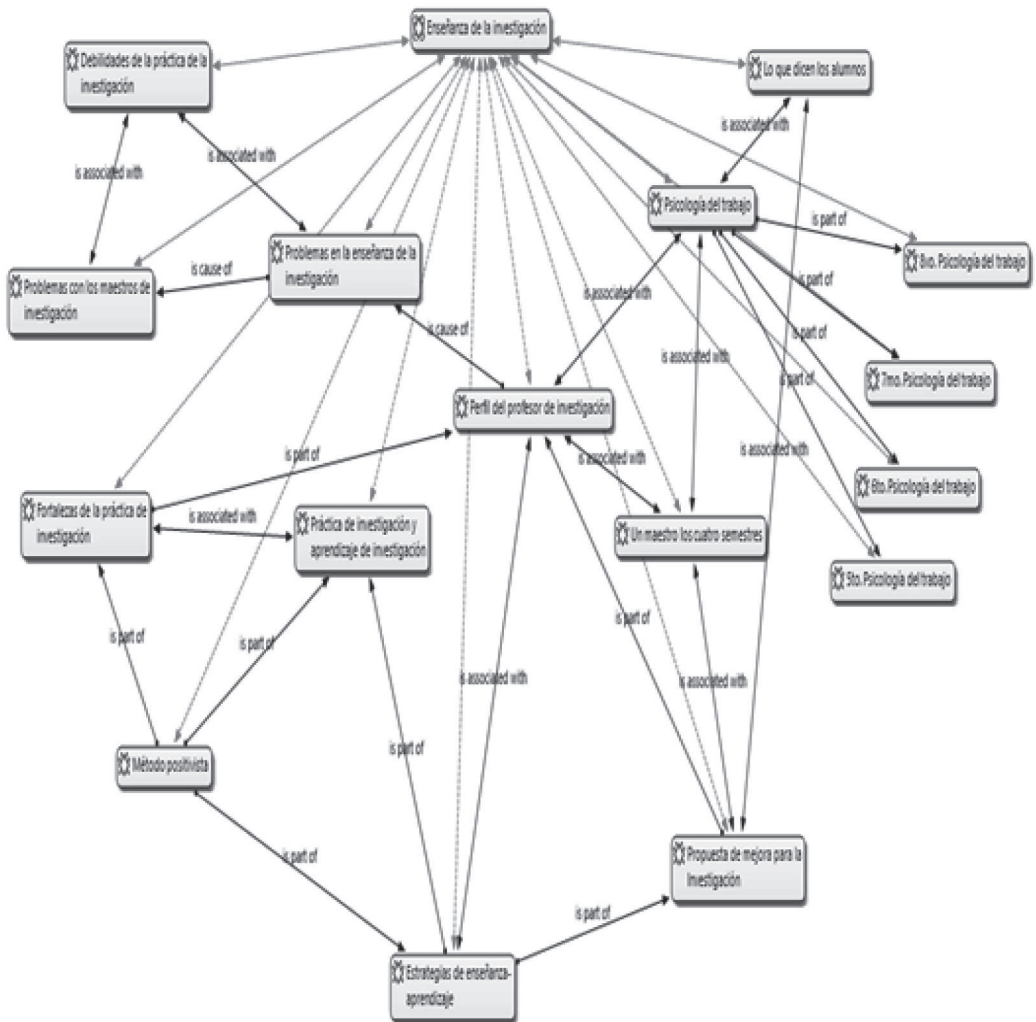 Enseñanza de la investigación
Debilidades de la práctica de la
investigación
Lo que dicen los alumnos
is associated with
is associated with
is associated with
Psicología del trabajo
is part of
8vo. Psicología del trabajo
Problemas en la enseñanza de la
investigación
Problemas con los maestros de
investigación
is cause of
is associated with
is part of
is cause of
is part of
is associated with
is part of
7mo. Psicología del trabajo
Perfil del profesor de investigación
is part of
is associated with
is associated with
6to. Psicología del trabajo
Fortalezas de la práctica de
investigación
is associated with
Práctica de investigación y
aprendizaje de investigación
Un maestro los cuatro semestres
5to. Psicología del trabajo
is part of
is part of
is part of
is associated with
is associated with
is part of
Método positivista
is part of
Propuesta de mejora para la
Investigación
is part of
Estrategias de enseñanza-
aprendizaje